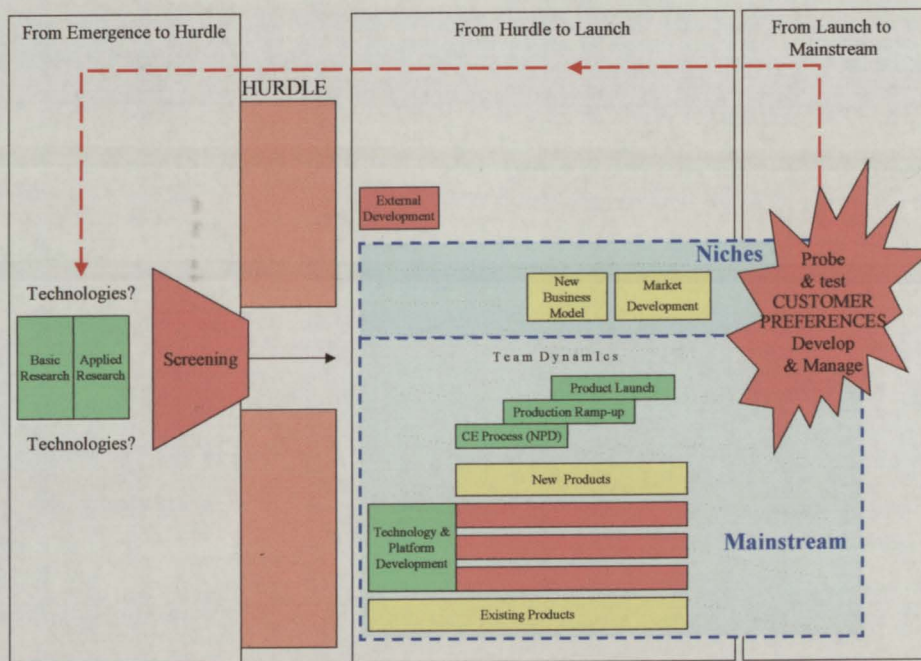 From Emergence to Hurdle
From Hurdle to Launch
From Launch to
Mainstream
HURDLE
External
Development
Niches
New
Business
Model
Market
Development
Probe
& test
CUSTOMER
PREFERENCES
Develop
& Manage
Technologies?
Basic
Research
Applied
Research
Screening
Technologies?
Team Dynamics
Product Launch
Production Ramp-up
CE Process (NPD)
New Products
Technology &
Platform
Development
Mainstream
Existing Products